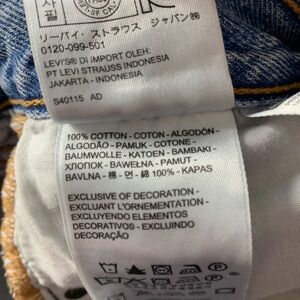 リーバイ・ストラウス ジャパン㈱
0120-099-501
LEVI'S® DI IMPORT OLEH:
PT LEVI STRAUSS INDONESIA
JAKARTA - INDONESIA
S40115 AD
100% COTTON - COTON - ALGODÓN -
ALGODÃO - PAMUK - COTONE -
BAUMWOLLE - KATOEN - BAMBAKI -
ХЛОПОК - BAWEŁNA - PAMUT -
BAVLNA - 棉 - 면 - 綿 100% - KAPAS
EXCLUSIVE OF DECORATION -
EXCLUANT L'ORNEMENTATION -
EXCLUYENDO ELEMENTOS
DECORATIVOS - EXCLUINDO
DECORAÇÃO